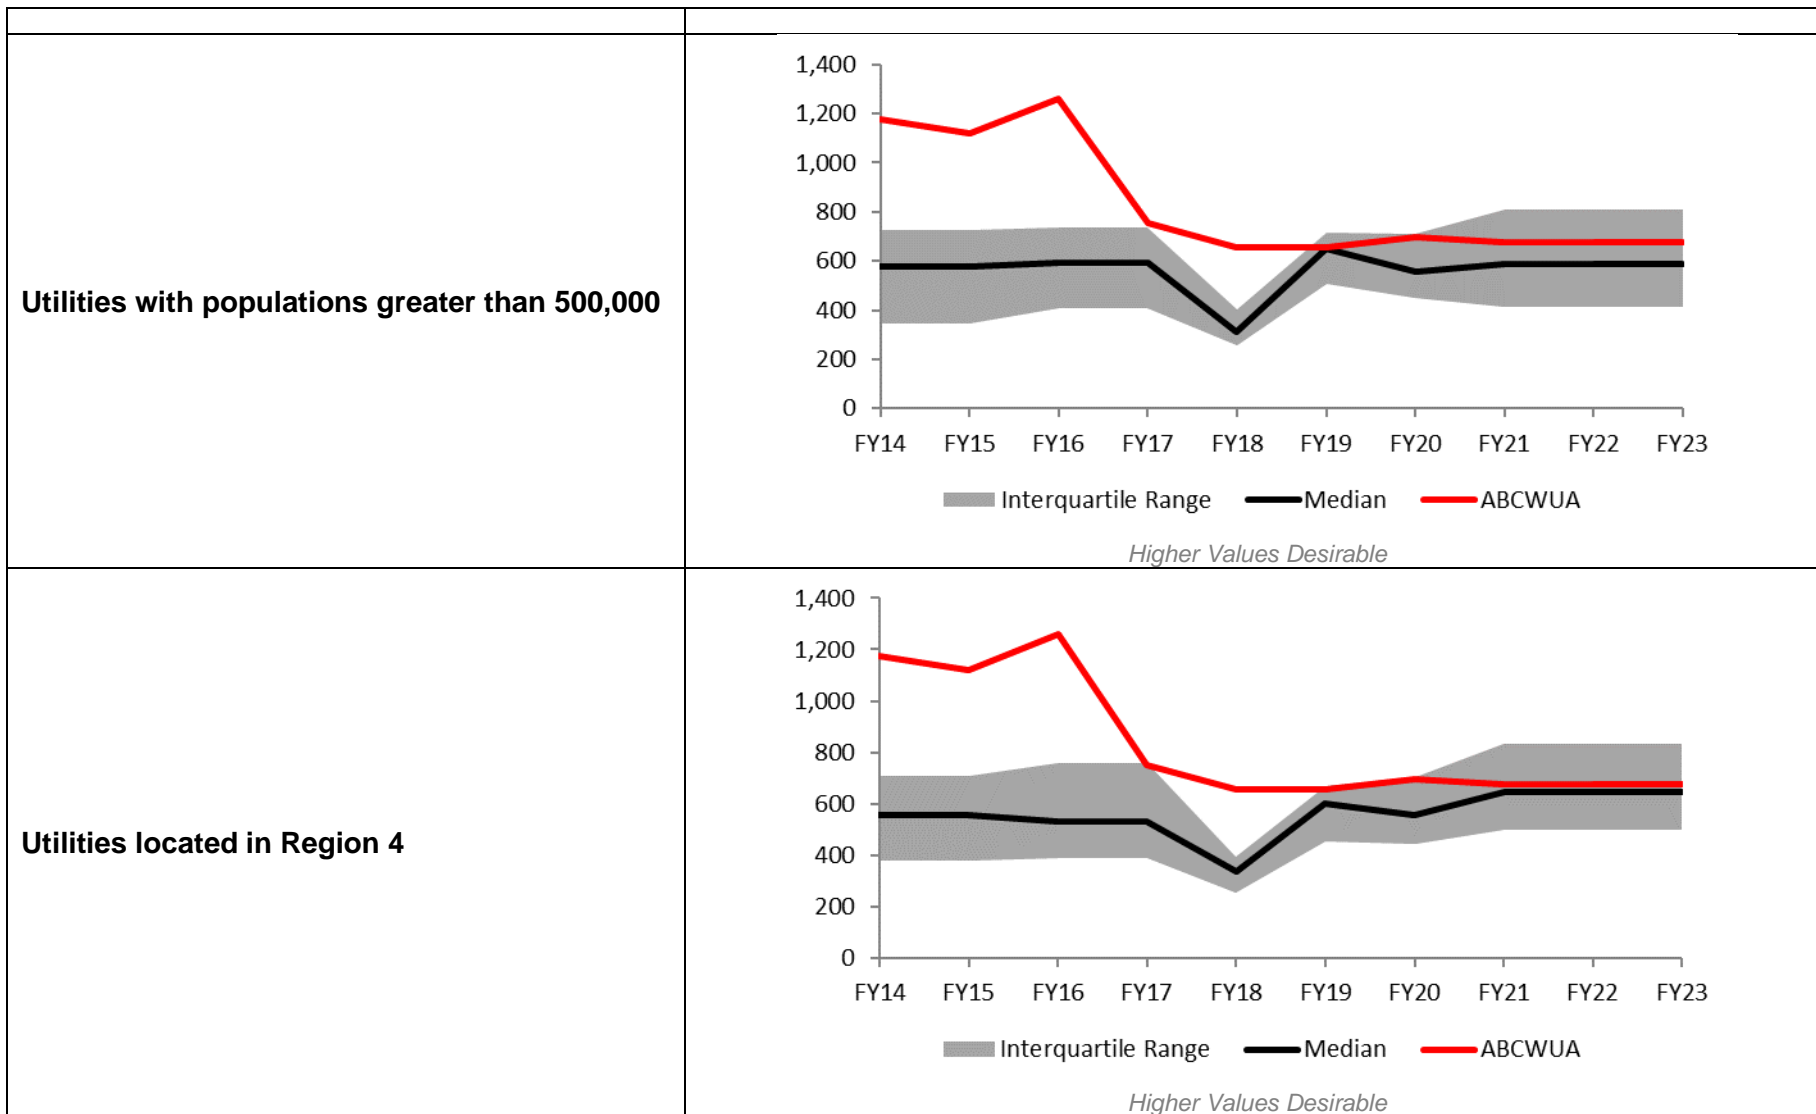 Utilities with populations greater than 500,000
1,400
1,200
1,000
800
600
400
200
0
FY14 FY15 FY16 FY17 FY18 FY19 FY20 FY21 FY22 FY23
Interquartile Range Median ABCWUA
Higher Values Desirable
Utilities located in Region 4
1,400
1,200
1,000
800
600
400
200
0
FY14 FY15 FY16 FY17 FY18 FY19 FY20 FY21 FY22 FY23
Interquartile Range Median ABCWUA
Higher Values Desirable